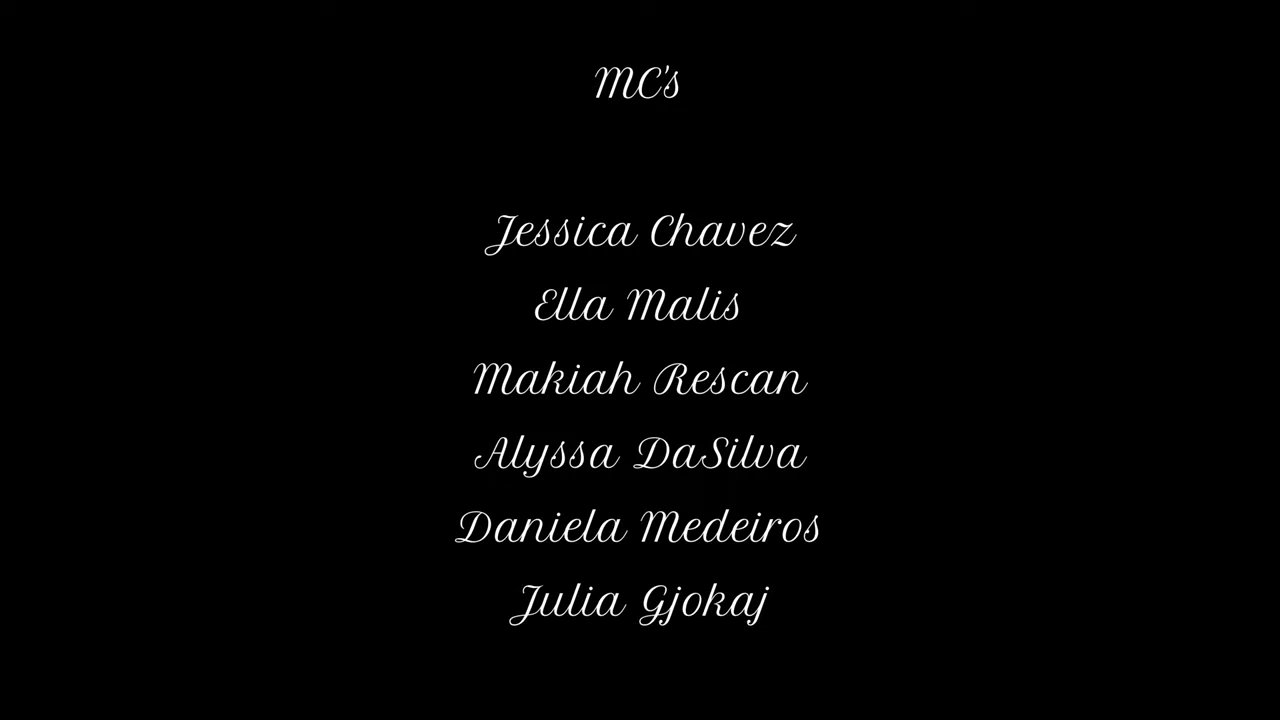 MC's
Jessica Chavez
Ella Malis
Makiah Rescan
Alyssa DaSilva
Daniela Medeiros
Julia Gjokaj